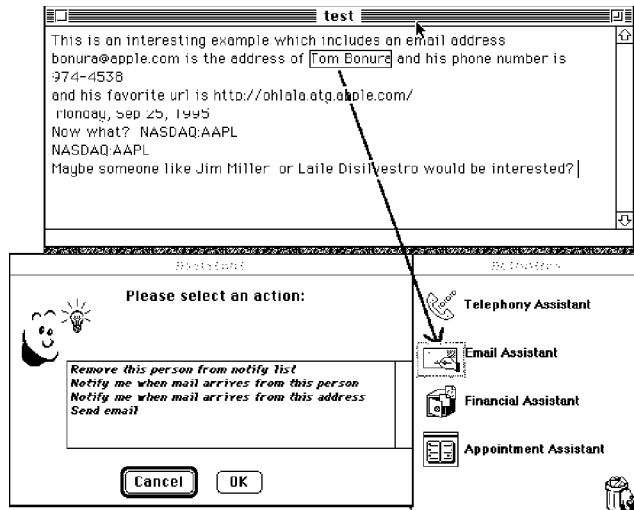 test
This is an interesting example which includes an email address
bonura@apple.com is the address of Tom Bonura and his phone number is
974-4538
and his favorite url is http://ohlala.atg.apple.com/
Monday, Sep 25, 1995
Now what? NASDAQ:AAPL
NASDAQ:AAPL
Maybe someone like Jim Miller or Laile Disilvestro would be interested?
Assistant
Please select an action:
Remove this person from notify list
Notify me when mail arrives from this person
Notify me when mail arrives from this address
Send email
Cancel
OK
Telephony Assistant
Email Assistant
Financial Assistant
Appointment Assistant